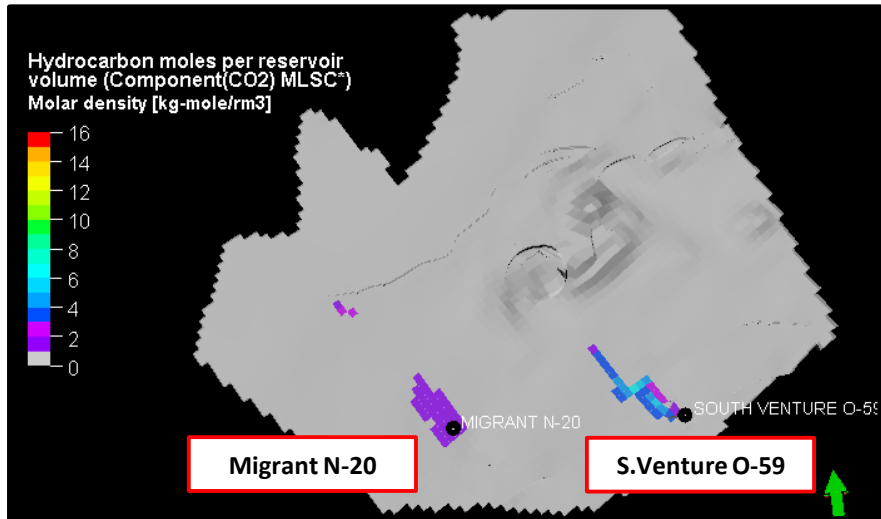 Hydrocarbon moles per reservoir
volume (Component(CO2) MLSC*)
Molar density [kg-mole/rm3]
16
14
12
10
8
6
4
2
0
MIGRANT N-20
SOUTH VENTURE O-59
Migrant N-20
S.Venture O-59